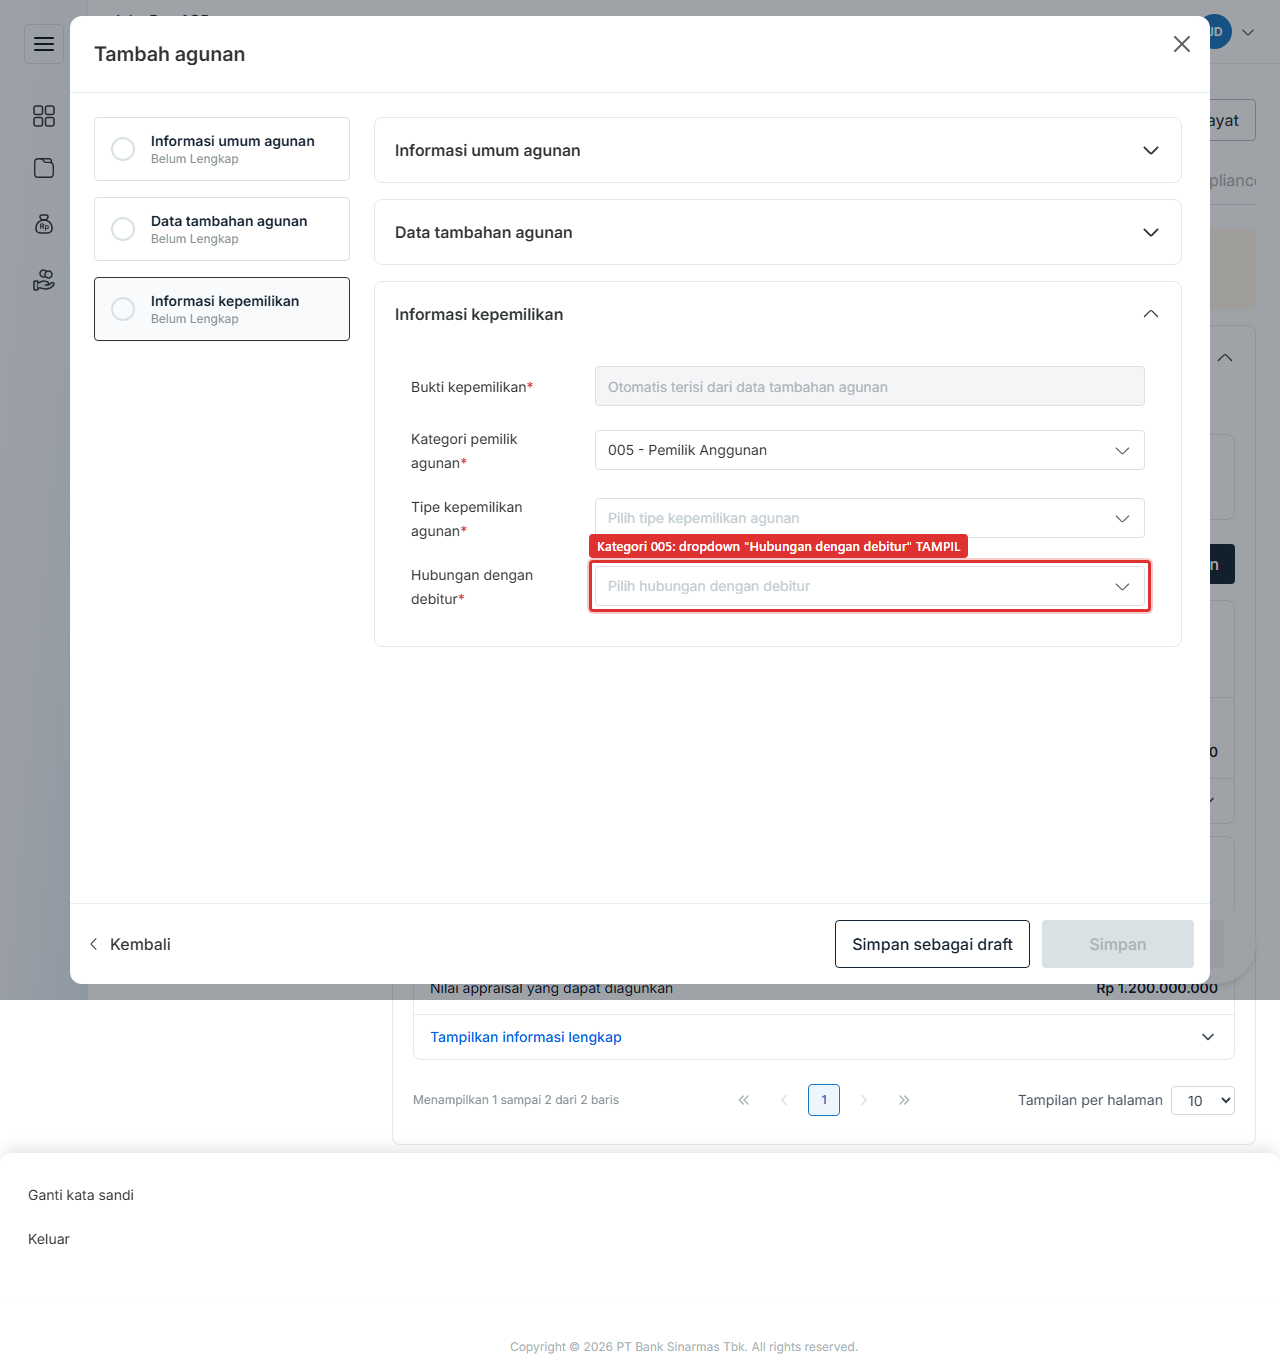 JD
Tambah agunan
ayat
pliance
Informasi umum agunan
Belum Lengkap
Informasi umum agunan
Data tambahan agunan
Belum Lengkap
Data tambahan agunan
Rp
Informasi kepemilikan
Belum Lengkap
Informasi kepemilikan
Bukti kepemilikan*
Otomatis terisi dari data tambahan agunan
Kategori pemilik
agunan*
005 - Pemilik Anggunan
Tipe kepemilikan
agunan*
Pilih tipe kepemilikan agunan
Kategori 005: dropdown "Hubungan dengan debitur" TAMPIL
Hubungan dengan
debitur*
Pilih hubungan dengan debitur
n
0
Kembali
Simpan sebagai draft
Simpan
Nilai appraisal yang dapat diagunkan
Rp 1.200.000.000
Tampilkan informasi lengkap
Menampilkan 1 sampai 2 dari 2 baris
1
Tampilan per halaman
10
Ganti kata sandi
Keluar
Copyright © 2026 PT Bank Sinarmas Tbk. All rights reserved.